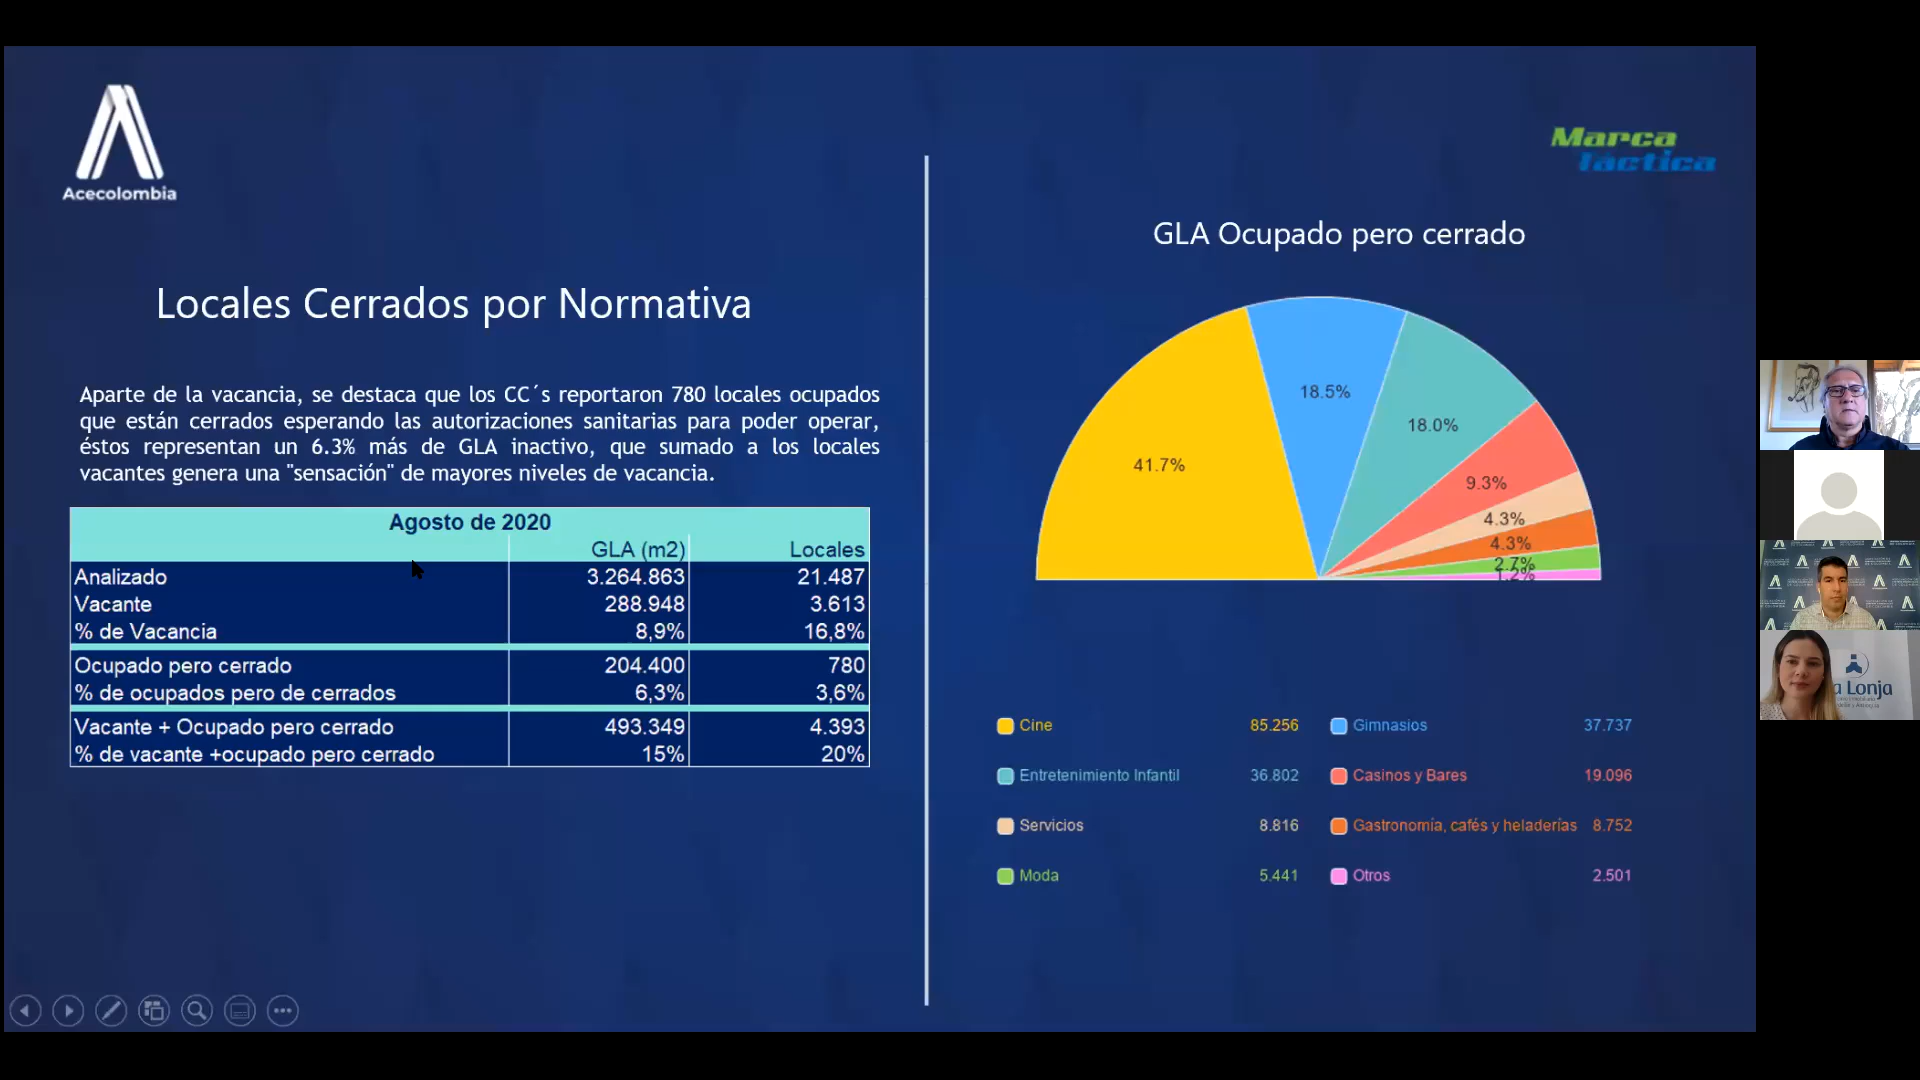 Acecolombia
Marca
táctica
Locales Cerrados por Normativa
Aparte de la vacancia, se destaca que los CC´s reportaron 780 locales ocupados
que están cerrados esperando las autorizaciones sanitarias para poder operar,
éstos representan un 6.3% más de GLA inactivo, que sumado a los locales
vacantes genera una "sensación" de mayores niveles de vacancia.
Agosto de 2020
GLA (m2) Locales
Analizado 3.264.863 21.487
Vacante 288.948 3.613
% de Vacancia 8,9% 16,8%
Ocupado pero cerrado 204.400 780
% de ocupados pero de cerrados 6,3% 3,6%
Vacante + Ocupado pero cerrado 493.349 4.393
% de vacante +ocupado pero cerrado 15% 20%
GLA Ocupado pero cerrado
41.7%
18.5%
18.0%
9.3%
4.3%
4.3%
2.7%
1.2%
Cine 85.256 Gimnasios 37.737
Entretenimiento Infantil 36.802 Casinos y Bares 19.096
Servicios 8.816 Gastronomía, cafés y heladerías 8.752
Moda 5.441 Otros 2.501
a Lonja